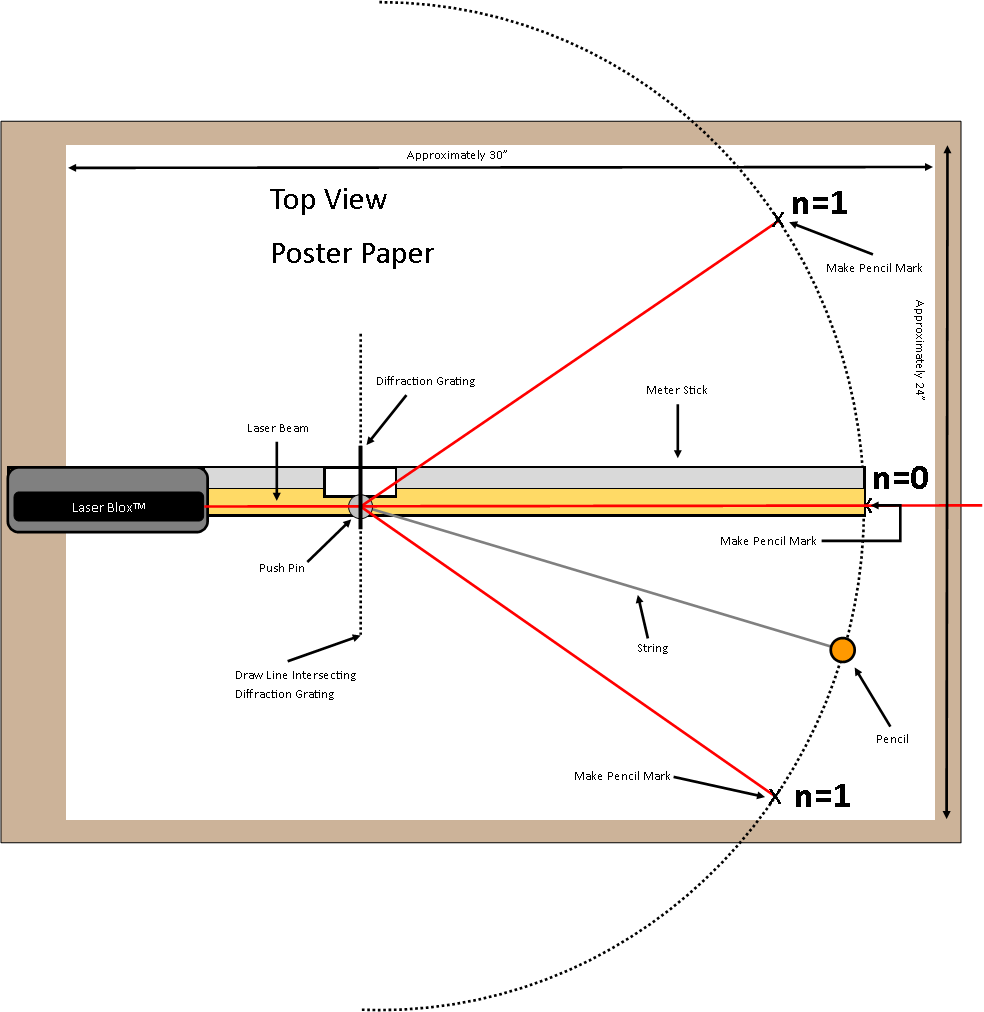 Approximately 30”
Top View
n=1
Poster Paper
Make Pencil Mark
Approximately 24”
Diffraction Grating
Meter Stick
Laser Beam
n=0
Laser Blox™
Make Pencil Mark
Push Pin
String
Draw Line Intersecting
Diffraction Grating
Pencil
Make Pencil Mark
n=1